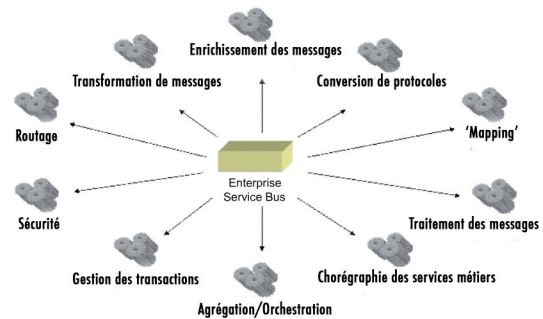 Enrichissement des messages
Transformation de messages
Conversion de protocoles
Routage
'Mapping'
Enterprise
Service Bus
Sécurité
Traitement des messages
Gestion des transactions
Chorégraphie des services métiers
Agrégation/Orchestration